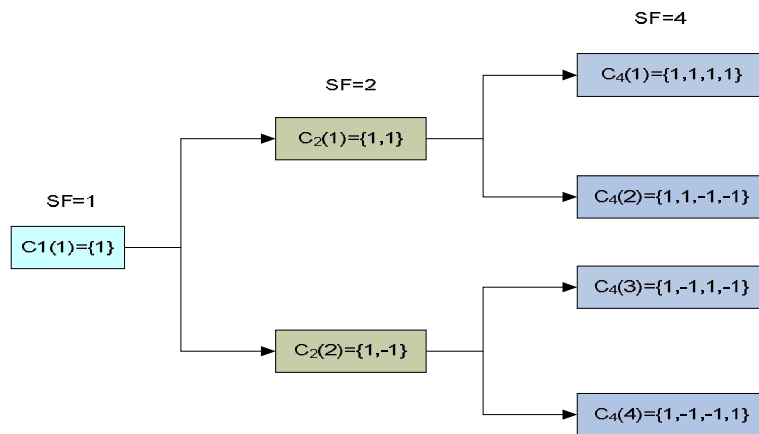 SF=4
C₄(1)={1,1,1,1}
SF=2
C₂(1)={1,1}
C₄(2)={1,1,-1,-1}
SF=1
C1(1)={1}
C₄(3)={1,-1,1,-1}
C₂(2)={1,-1}
C₄(4)={1,-1,-1,1}